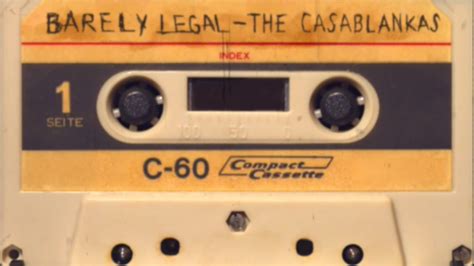 BARELY LEGAL – THE CASABLANKAS
INDEX
1
SEITE
100 50 0
C-60 Compact Cassette